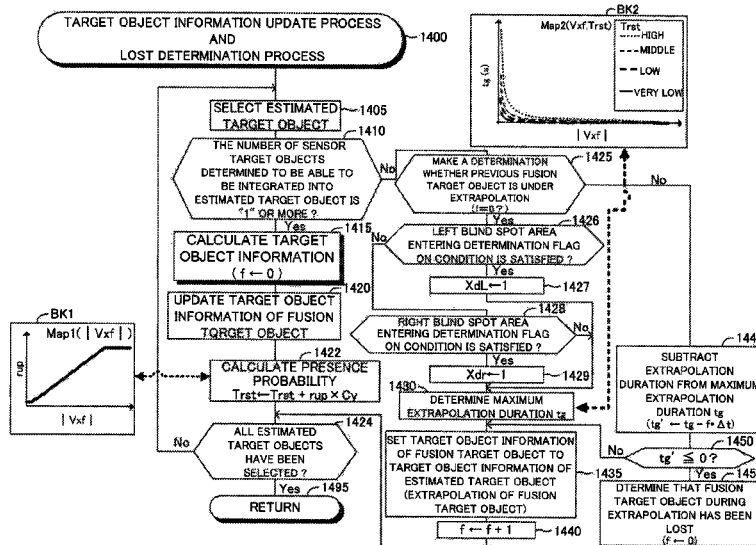 TARGET OBJECT INFORMATION UPDATE PROCESS
AND
LOST DETERMINATION PROCESS
1400
SELECT ESTIMATED
TARGET OBJECT
1405
1410
THE NUMBER OF SENSOR
TARGET OBJECTS
DETERMINED TO BE ABLE TO
BE INTEGRATED INTO
ESTIMATED TARGET OBJECT IS
"1" OR MORE ?
No
Yes
1415
CALCULATE TARGET
OBJECT INFORMATION
(f ← 0)
1420
UPDATE TARGET OBJECT
INFORMATION OF FUSION
TQRGET OBJECT
1422
CALCULATE PRESENCE
PROBABILITY
Trst←Trst + rup × Cy
1424
ALL ESTIMATED
TARGET OBJECTS
HAVE BEEN
SELECTED ?
No
Yes
1495
RETURN
BK1
Map1( | Vxf | )
rup
| Vxf |
BK2
Map2(Vxf,Trst)
Trst
HIGH
MIDDLE
LOW
VERY LOW
tg (s)
| Vxf |
1425
MAKE A DETERMINATION
WHETHER PREVIOUS FUSION
TARGET OBJECT IS UNDER
EXTRAPOLATION
No
Yes
1426
LEFT BLIND SPOT AREA
ENTERING DETERMINATION FLAG
ON CONDITION IS SATISFIED ?
No
Yes
XdL←1
1427
1428
RIGHT BLIND SPOT AREA
ENTERING DETERMINATION FLAG
ON CONDITION IS SATISFIED ?
No
Yes
Xdr←1
1429
1430
DETERMINE MAXIMUM
EXTRAPOLATION DURATION tg
SET TARGET OBJECT INFORMATION
OF FUSION TARGET OBJECT TO
TARGET OBJECT INFORMATION OF
ESTIMATED TARGET OBJECT
(EXTRAPOLATION OF FUSION
TARGET OBJECT)
1435
f ← f + 1
1440
144
SUBTRACT
EXTRAPOLATION
DURATION FROM MAXIMUM
EXTRAPOLATION
DURATION tg
(tg' ← tg − f•Δt)
1450
tg' ≦ 0 ?
No
Yes
145
DTERMINE THAT FUSION
TARGET OBJECT DURING
EXTRAPOLATION HAS BEEN
LOST
(f ← 0)